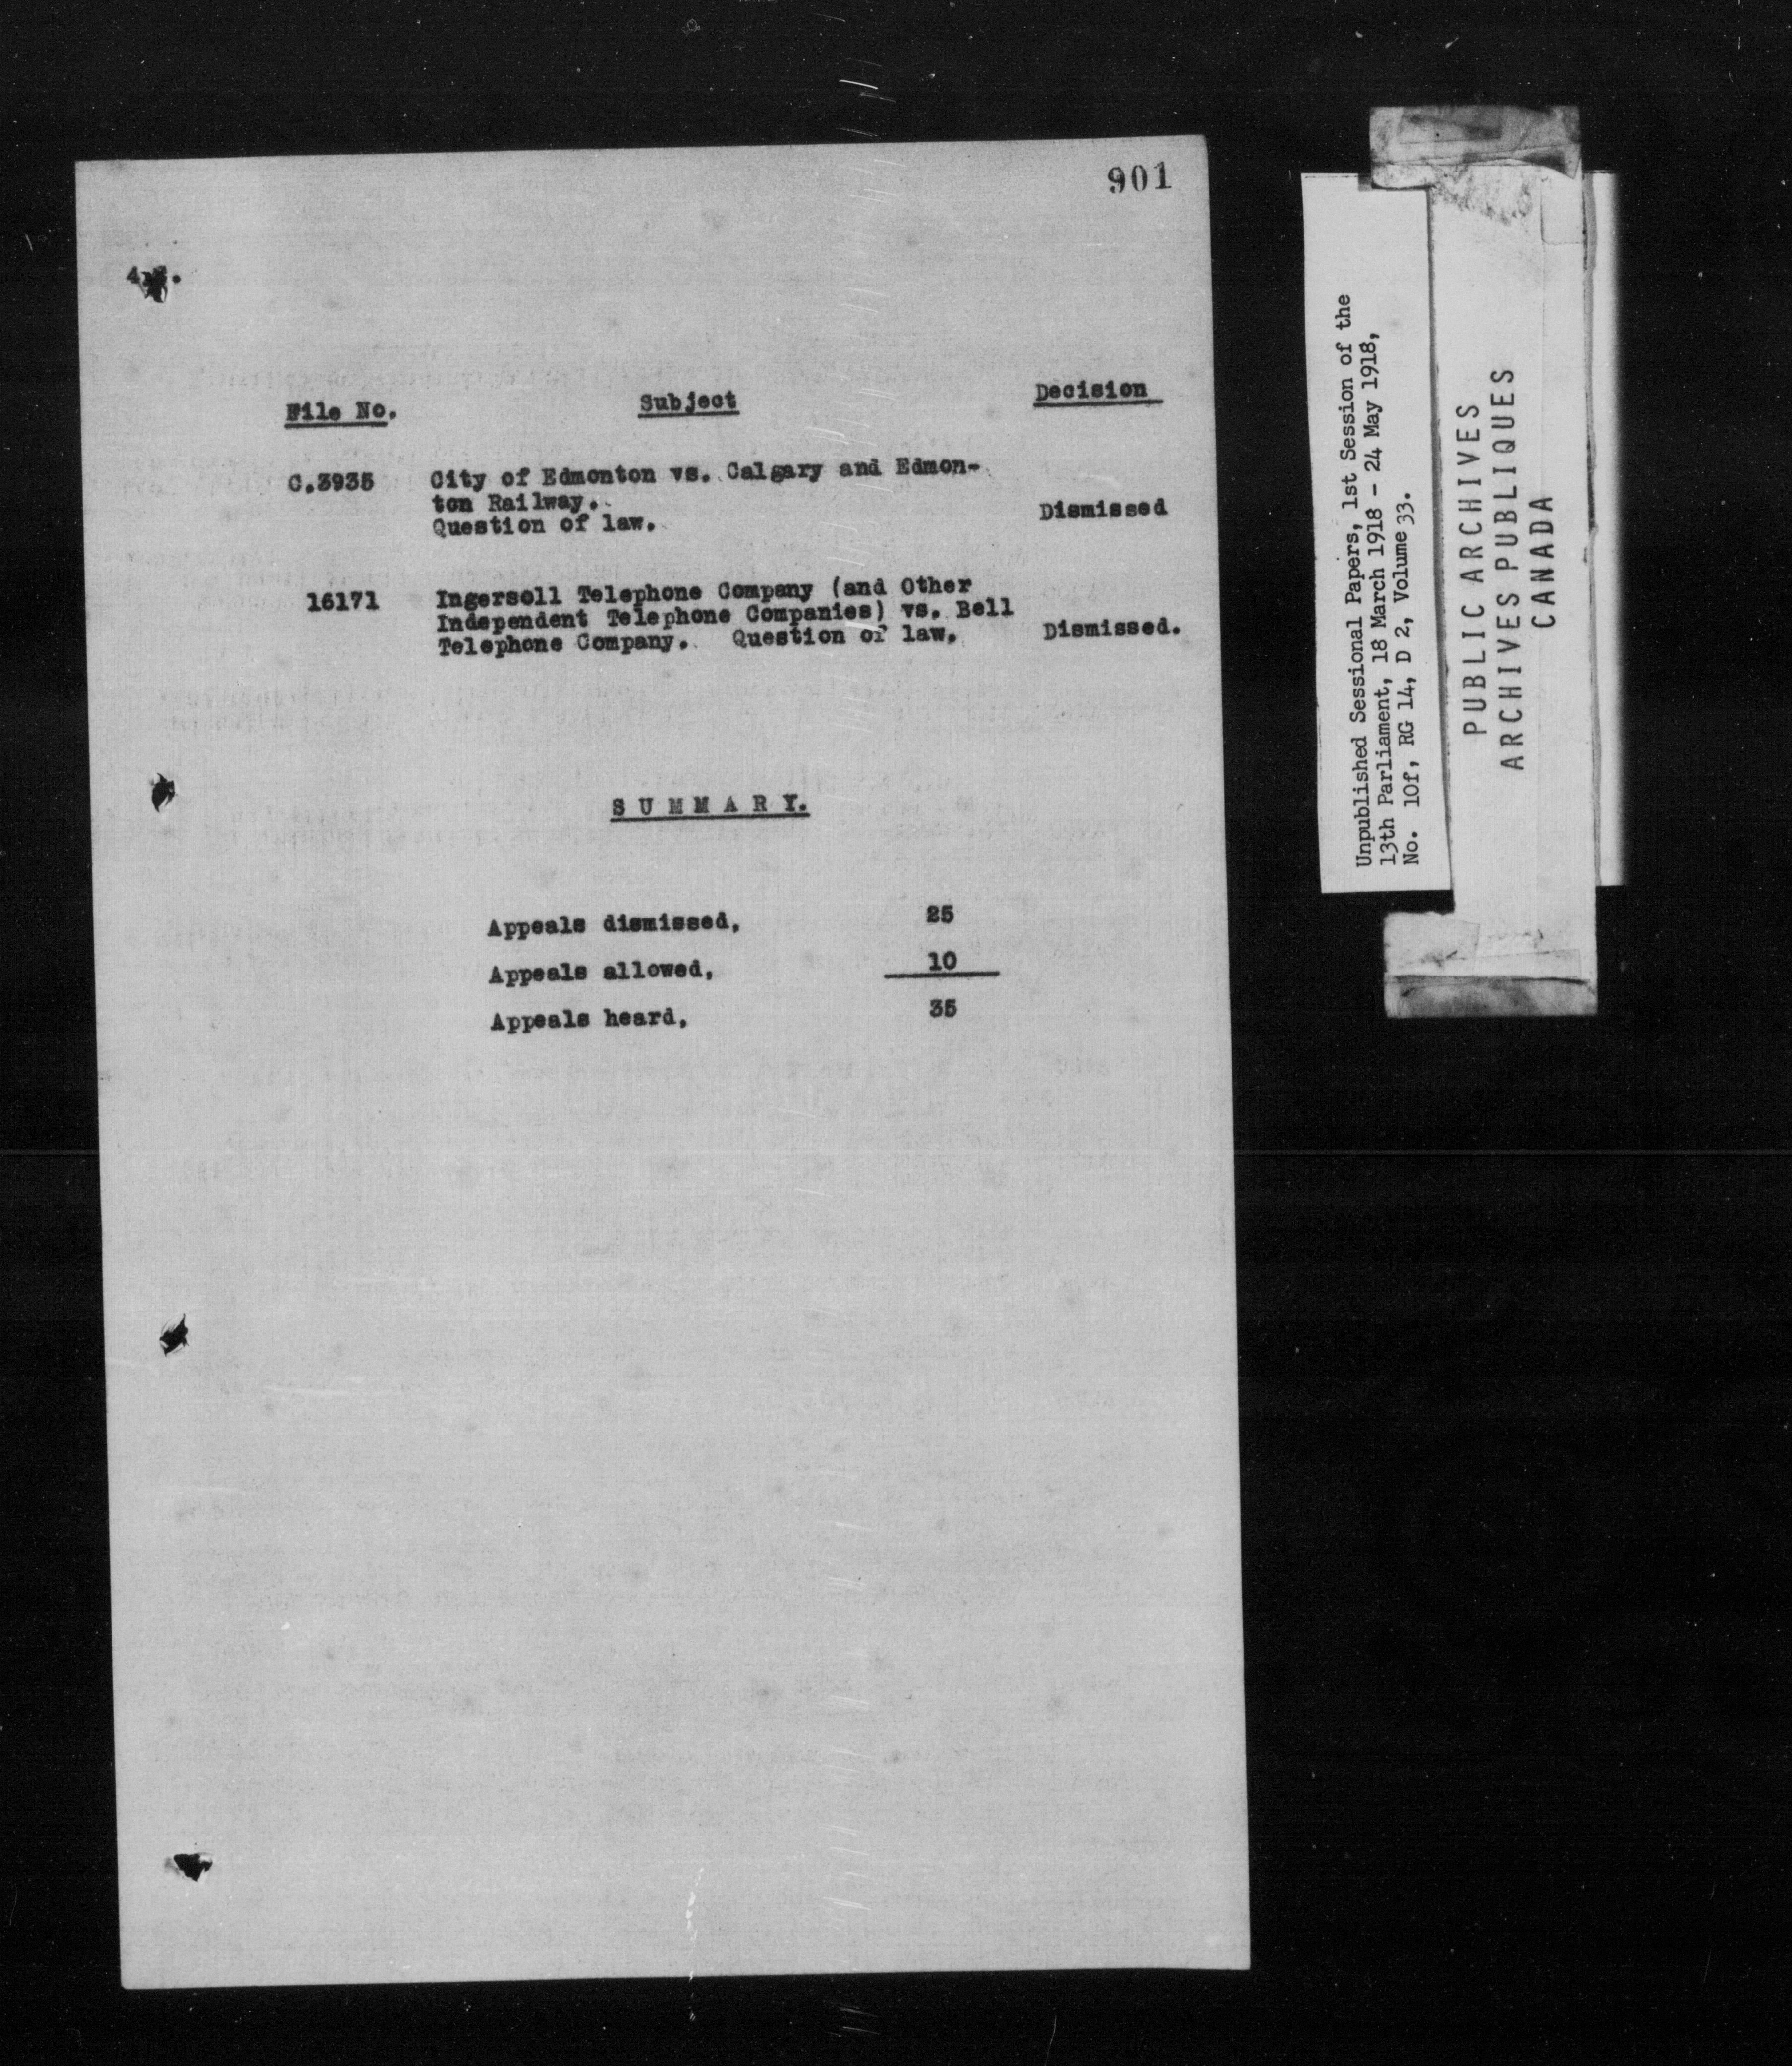 901
File No. Subject Decision
C.3935 City of Edmonton vs. Calgary and Edmon-
ton Railway.
Question of law. Dismissed
16171 Ingersoll Telephone Company (and Other
Independent Telephone Companies) vs. Bell
Telephone Company. Question of law. Dismissed.
SUMMARY.
Appeals dismissed, 25
Appeals allowed, 10
Appeals heard, 35
Unpublished Sessional Papers, 1st Session of the
13th Parliament, 18 March 1918 - 24 May 1918,
No. 10f, RG 14, D 2, Volume 33.
PUBLIC ARCHIVES
ARCHIVES PUBLIQUES
CANADA